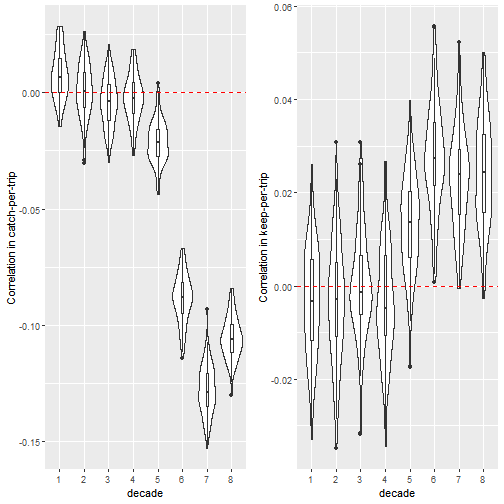 Correlation in catch-per-trip
0.00
-0.05
-0.10
-0.15
1 2 3 4 5 6 7 8
decade
Correlation in keep-per-trip
0.06
0.04
0.02
0.00
-0.02
1 2 3 4 5 6 7 8
decade